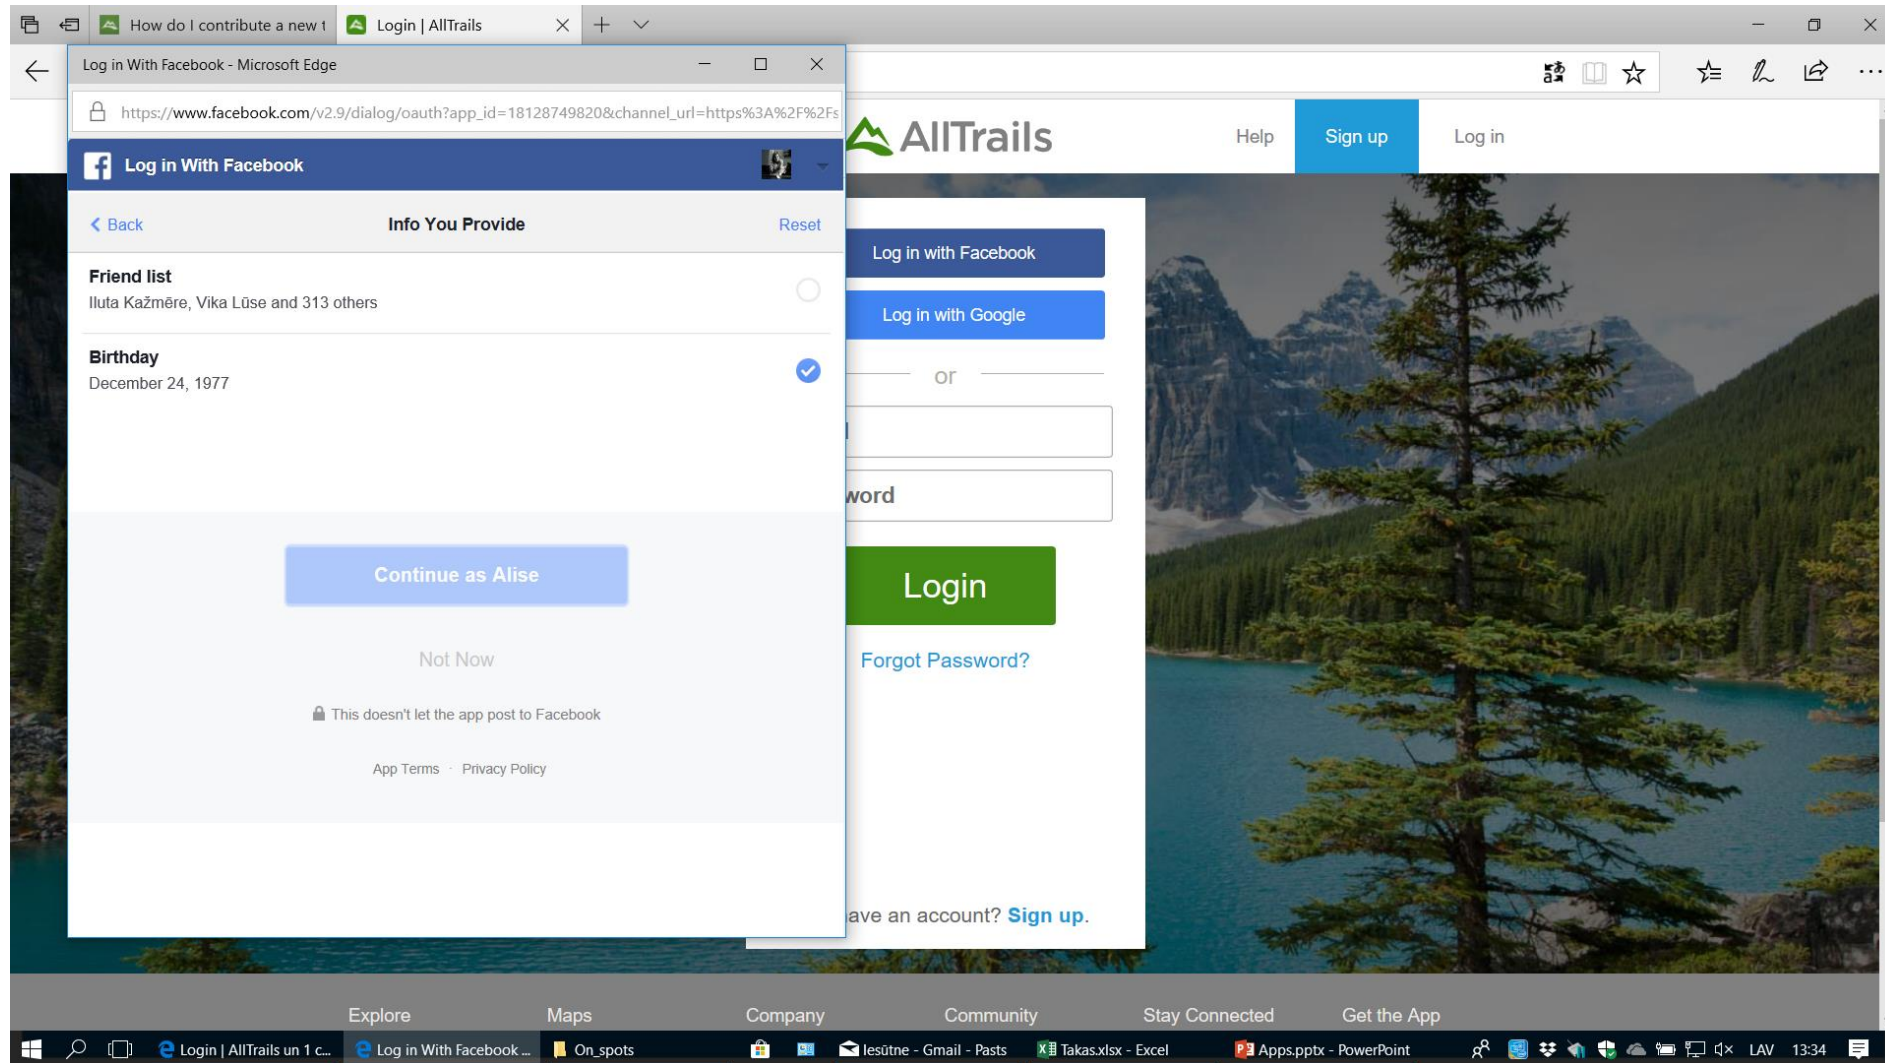 How do I contribute a new t
Login | AllTrails
Log in With Facebook - Microsoft Edge
https://www.facebook.com/v2.9/dialog/oauth?app_id=18128749820&channel_url=https%3A%2F%2Fs
AllTrails
Help
Sign up
Log in
Log in With Facebook
Back
Info You Provide
Reset
Friend list
Iluta Kažmēre, Vika Lūse and 313 others
Birthday
December 24, 1977
Continue as Alise
Not Now
This doesn't let the app post to Facebook
App Terms · Privacy Policy
Log in with Facebook
Log in with Google
or
word
Login
Forgot Password?
ave an account? Sign up.
Explore
Maps
Company
Community
Stay Connected
Get the App
Login | AllTrails un 1 c...
Log in With Facebook ...
On_spots
Iesūtne - Gmail - Pasts
Takas.xlsx - Excel
Apps.pptx - PowerPoint
LAV
13:34